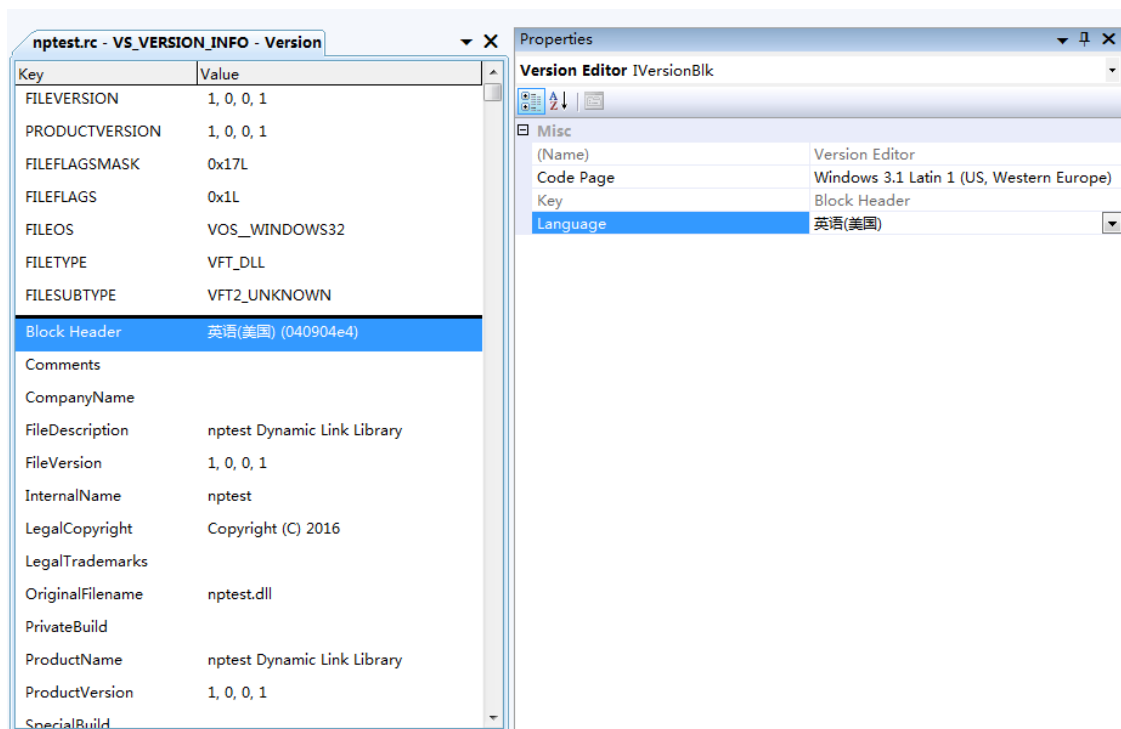 nptest.rc - VS_VERSION_INFO - Version
Key Value
FILEVERSION 1, 0, 0, 1
PRODUCTVERSION 1, 0, 0, 1
FILEFLAGSMASK 0x17L
FILEFLAGS 0x1L
FILEOS VOS__WINDOWS32
FILETYPE VFT_DLL
FILESUBTYPE VFT2_UNKNOWN
Block Header 英语(美国) (040904e4)
Comments
CompanyName
FileDescription nptest Dynamic Link Library
FileVersion 1, 0, 0, 1
InternalName nptest
LegalCopyright Copyright (C) 2016
LegalTrademarks
OriginalFilename nptest.dll
PrivateBuild
ProductName nptest Dynamic Link Library
ProductVersion 1, 0, 0, 1
SpecialBuild
Properties
Version Editor IVersionBlk
Misc
(Name) Version Editor
Code Page Windows 3.1 Latin 1 (US, Western Europe)
Key Block Header
Language 英语(美国)